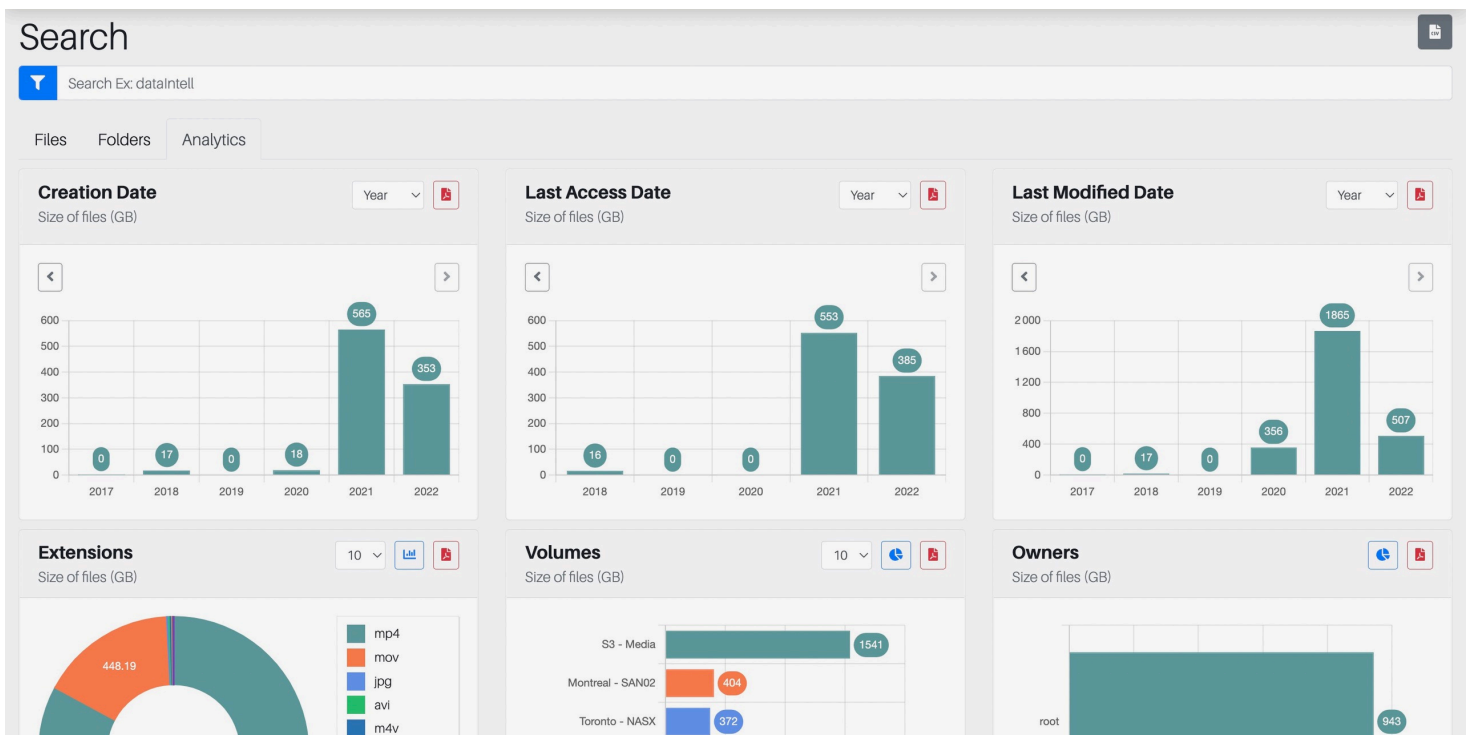 Search
CSV
Search Ex: dataIntell
Files Folders Analytics
Creation Date
Year
Size of files (GB)
600
500
400
300
200
100
0
0
17
0
18
565
353
2017 2018 2019 2020 2021 2022
Last Access Date
Year
Size of files (GB)
600
500
400
300
200
100
0
16
0
0
553
385
2018 2019 2020 2021 2022
Last Modified Date
Year
Size of files (GB)
2 000
1 600
1 200
800
400
0
0
17
0
356
1865
507
2017 2018 2019 2020 2021 2022
Extensions
10
Size of files (GB)
448.19
mp4
mov
jpg
avi
m4v
Volumes
10
Size of files (GB)
S3 - Media 1541
Montreal - SAN02 404
Toronto - NASX 372
Owners
Size of files (GB)
root 943